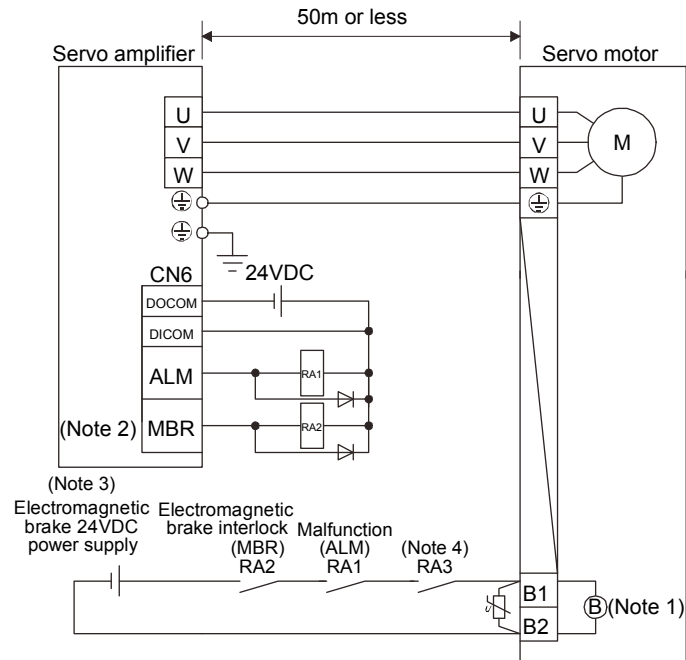 50m or less
Servo amplifier
Servo motor
U
U
V
V
M
W
W
CN6
24VDC
DOCOM
DICOM
ALM
RA1
(Note 2)
MBR
RA2
(Note 3)
Electromagnetic
brake 24VDC
power supply
Electromagnetic
brake interlock
(MBR)
RA2
Malfunction
(ALM)
RA1
(Note 4)
RA3
B1
B2
B
(Note 1)